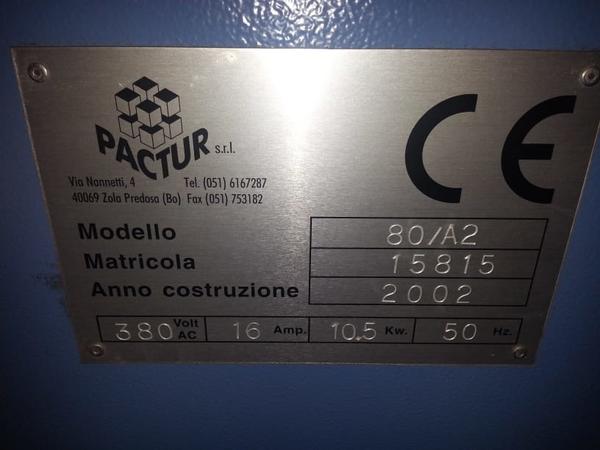 PACTUR s.r.l.
Via Nannetti, 4 Tel. (051) 6167287
40069 Zola Predosa (Bo) Fax (051) 753182
CE
Modello 80/A2
Matricola 15815
Anno costruzione 2002
380 Volt AC 16 Amp. 10.5 Kw. 50 Hz.